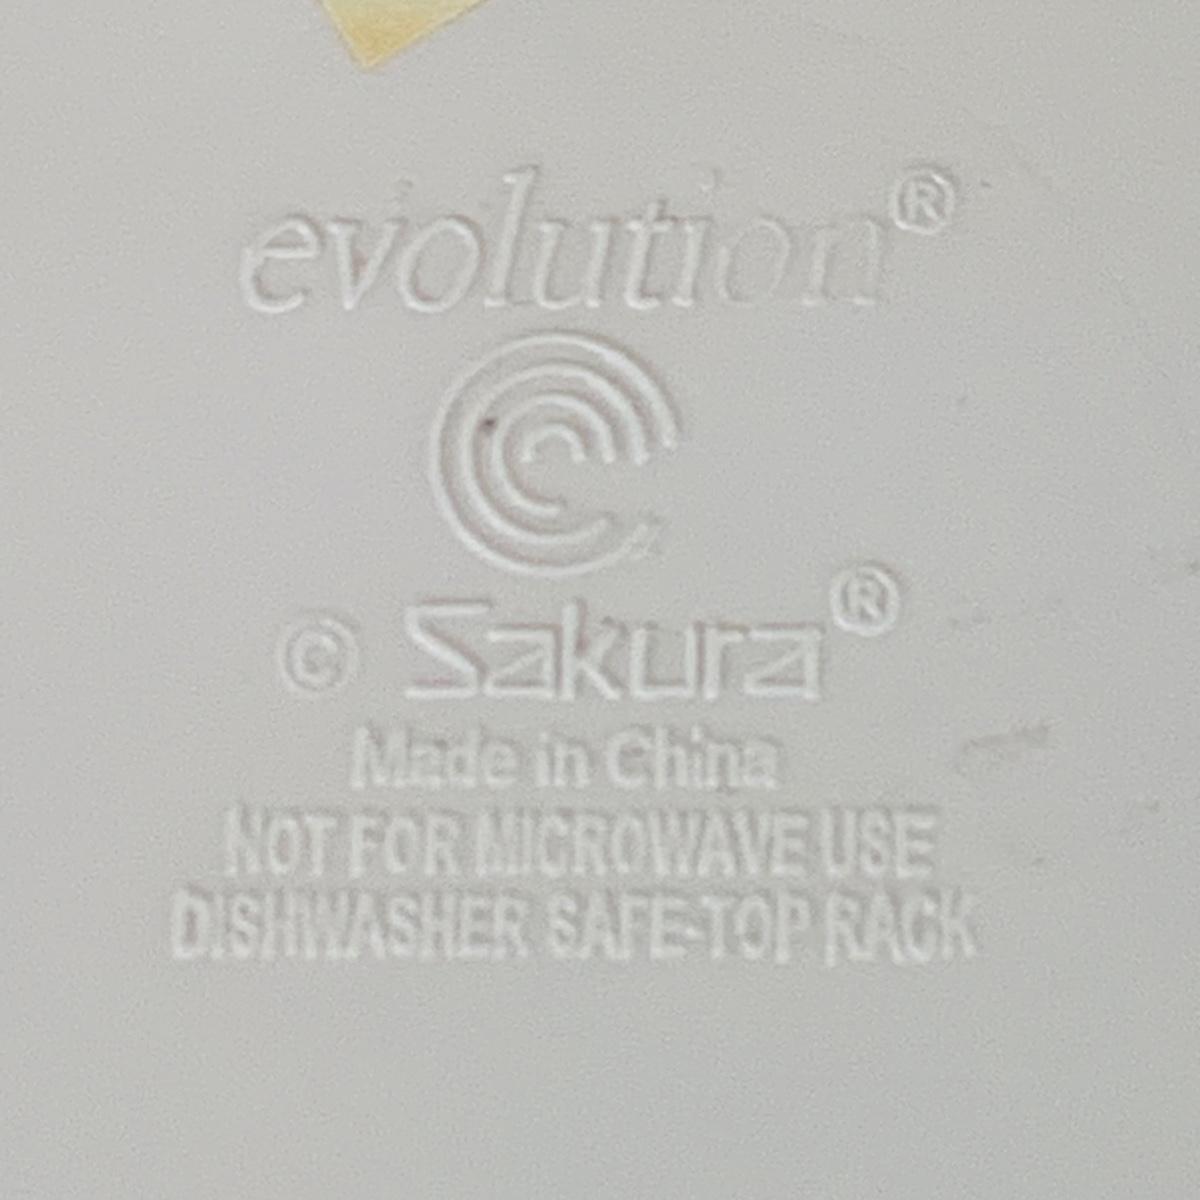 evolution®
© Sakura®
Made in China
NOT FOR MICROWAVE USE
DISHWASHER SAFE-TOP RACK